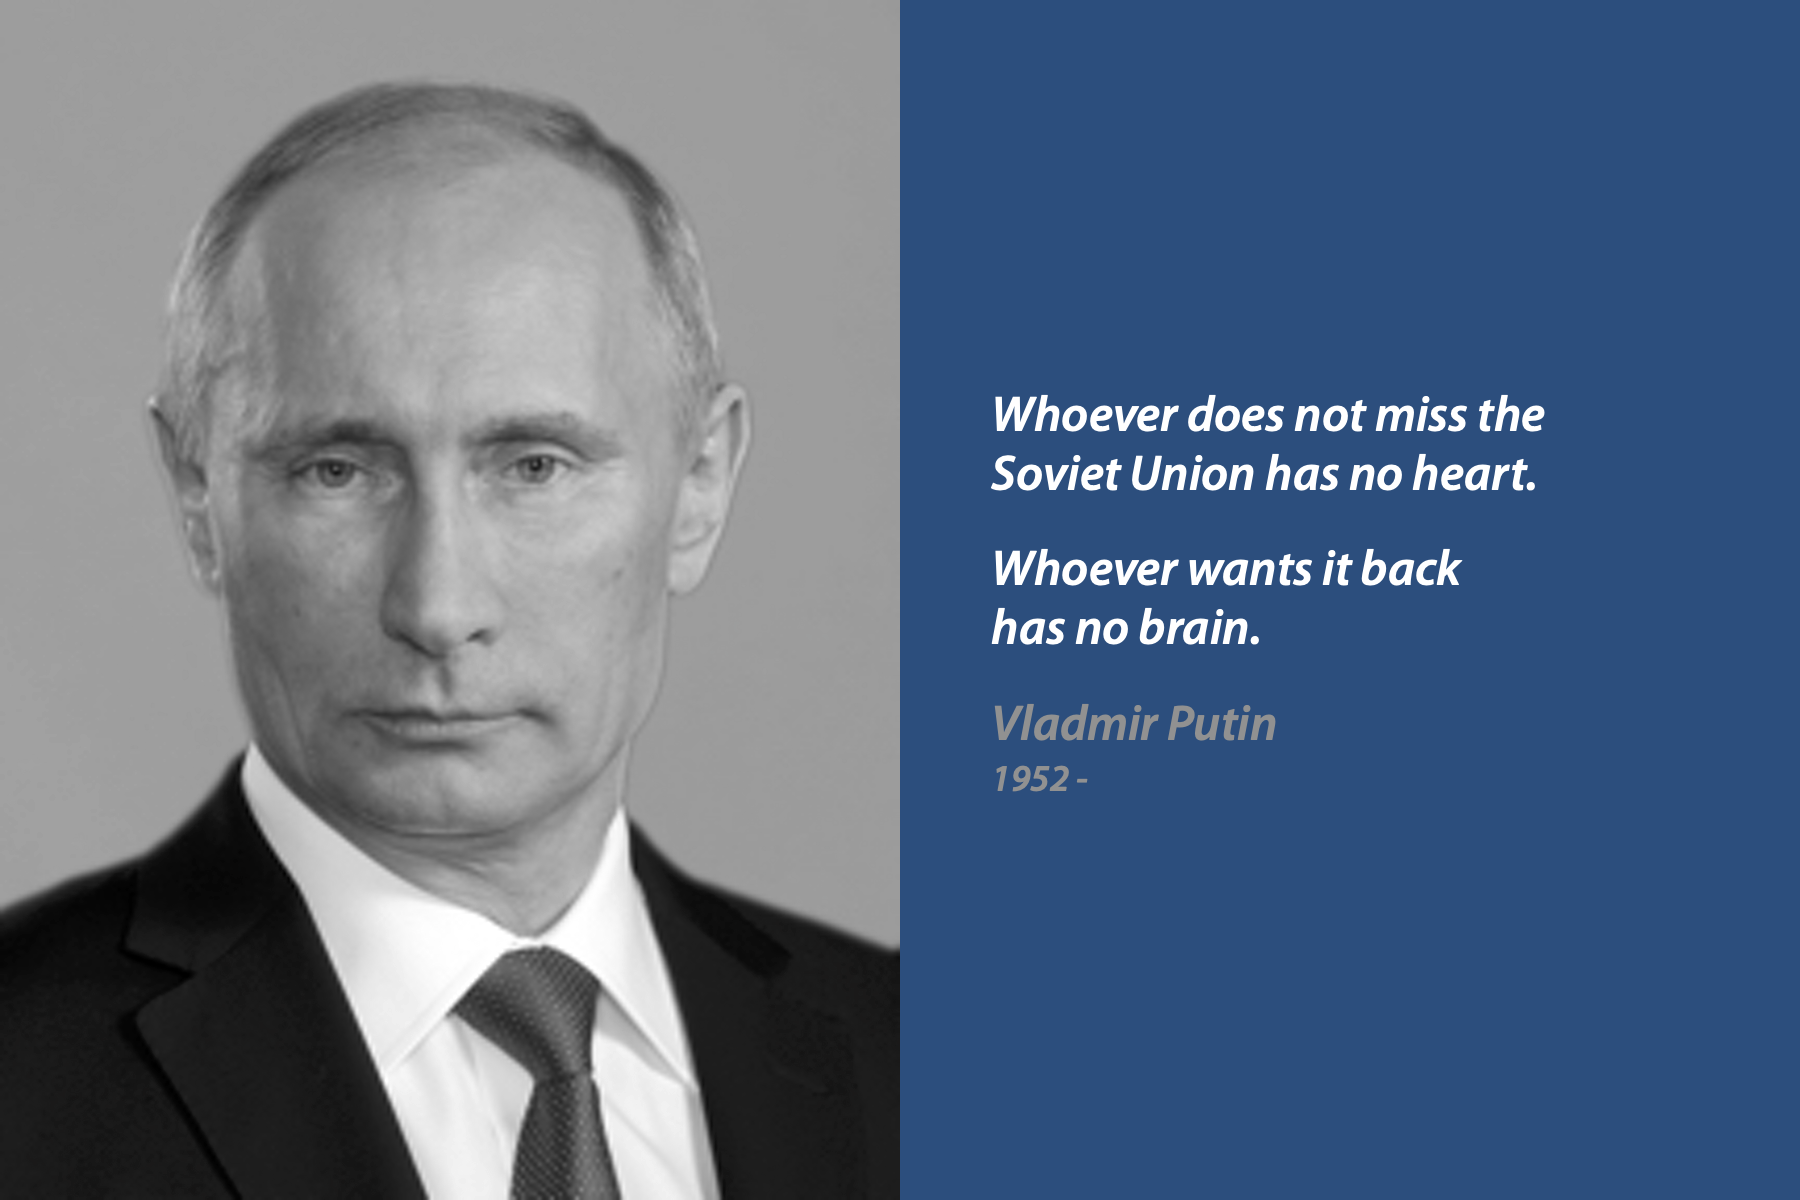 Whoever does not miss the
Soviet Union has no heart.
Whoever wants it back
has no brain.
Vladmir Putin
1952 -